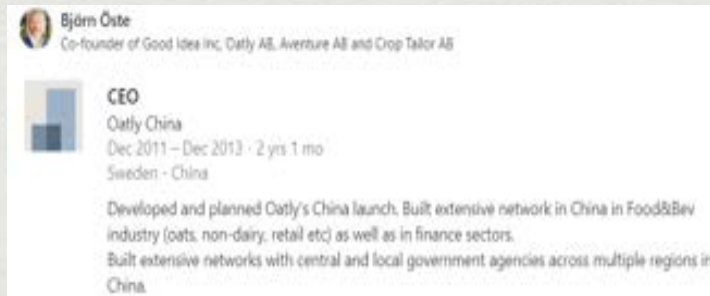 Björn Öste
Co-founder of Good Idea Inc, Oatly AB, Aventure AB and Crop Tailor AB
CEO
Oatly China
Dec 2011 – Dec 2013 · 2 yrs 1 mo
Sweden - China
Developed and planned Oatly's China launch. Built extensive network in China in Food&Bev
industry (oats, non-dairy, retail etc) as well as in finance sectors.
Built extensive networks with central and local government agencies across multiple regions in
China.